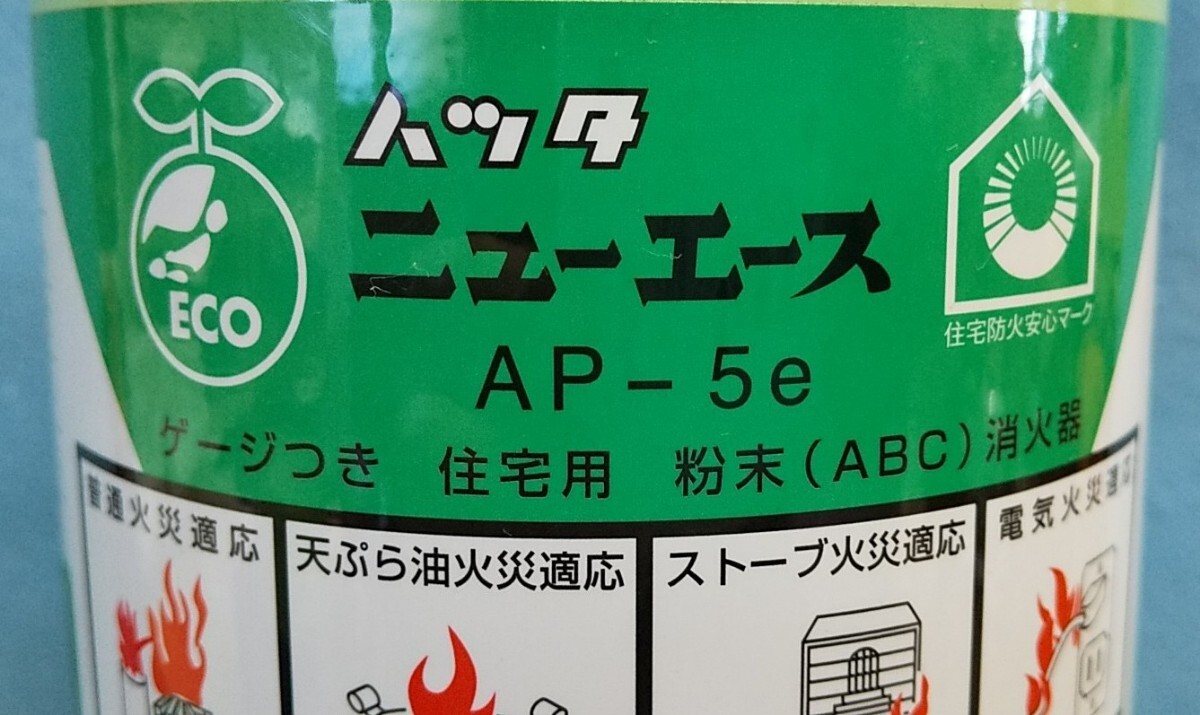 ハツタ
ニューエース
ECO
住宅防火安心マーク
AP-5e
ゲージつき 住宅用 粉末(ABC)消火器
普通火災適応
天ぷら油火災適応
ストーブ火災適応
電気火災適応